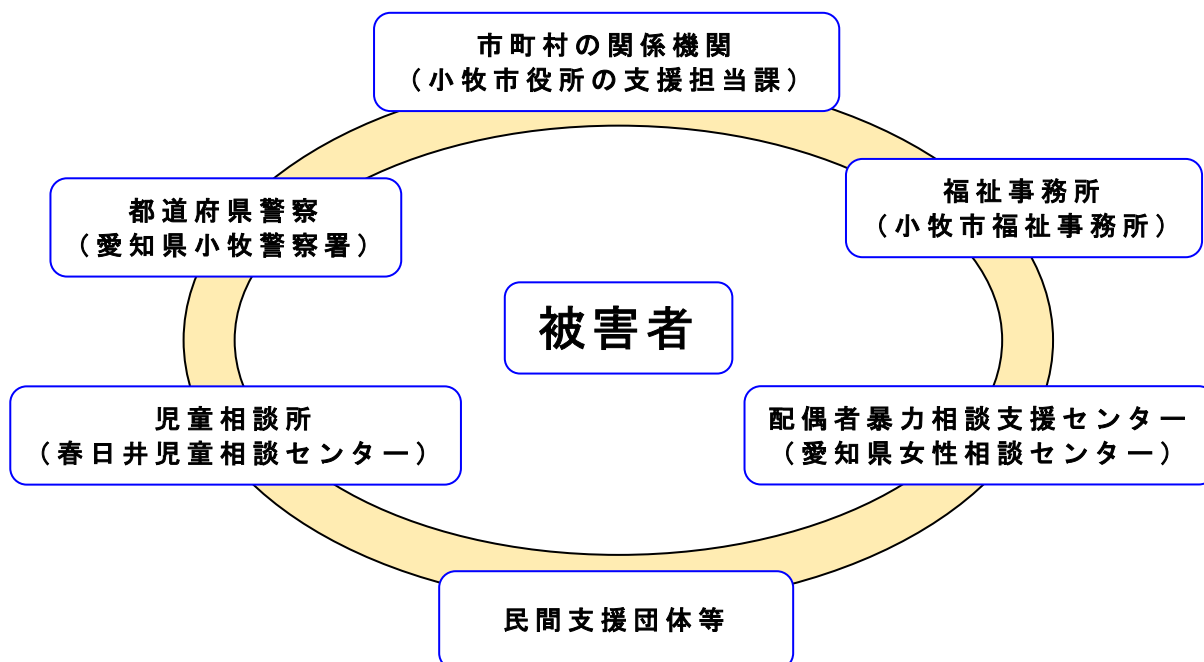 市町村の関係機関
（小牧市役所の支援担当課）
福祉事務所
（小牧市福祉事務所）
都道府県警察
（愛知県小牧警察署）
被害者
児童相談所
（春日井児童相談センター）
配偶者暴力相談支援センター
（愛知県女性相談センター）
民間支援団体等